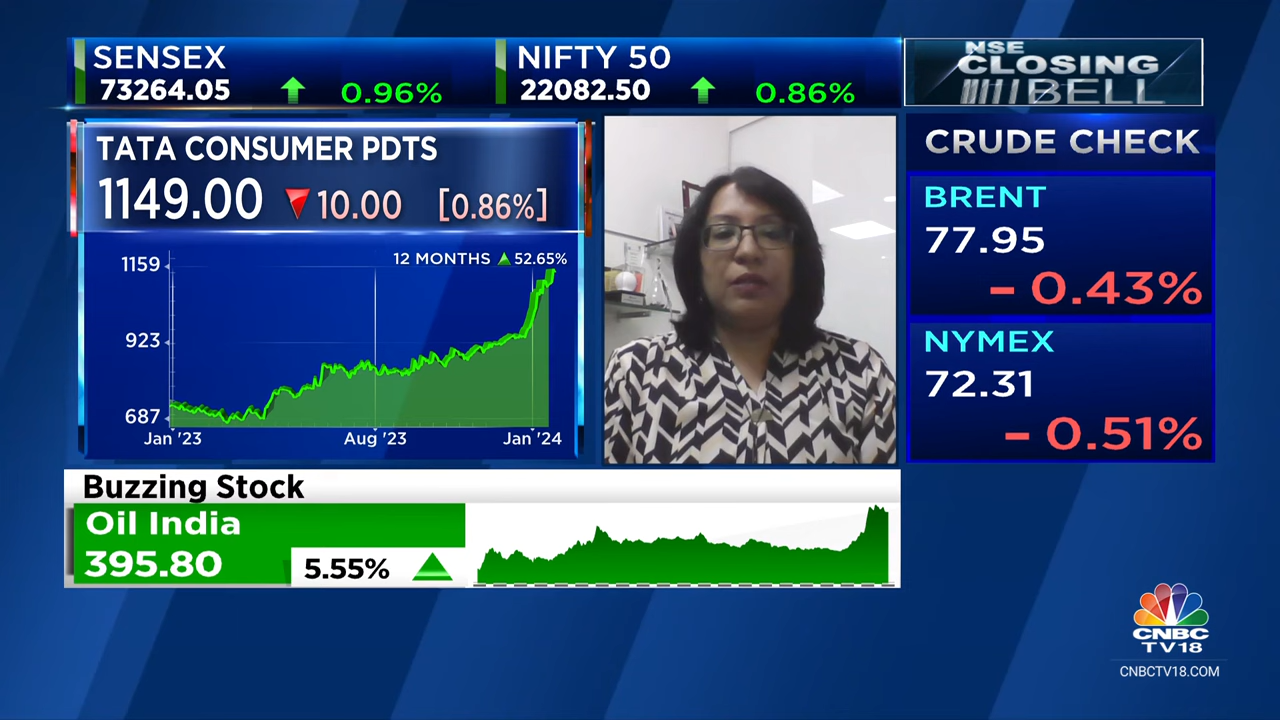 SENSEX
73264.05 0.96%
NIFTY 50
22082.50 0.86%
NSE
CLOSING
BELL
TATA CONSUMER PDTS
1149.00 10.00 [0.86%]
12 MONTHS 52.65%
1159
923
687
Jan '23 Aug '23 Jan '24
CRUDE CHECK
BRENT
77.95
- 0.43%
NYMEX
72.31
- 0.51%
Buzzing Stock
Oil India
395.80 5.55%
CNBC
TV18
CNBCTV18.COM